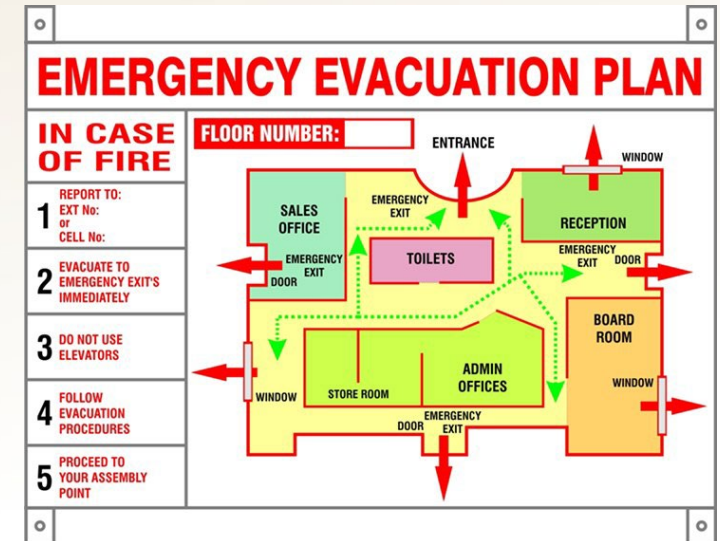 EMERGENCY EVACUATION PLAN
IN CASE
OF FIRE
1
REPORT TO:
EXT No:
or
CELL No:
2
EVACUATE TO
EMERGENCY EXIT'S
IMMEDIATELY
3
DO NOT USE
ELEVATORS
4
FOLLOW
EVACUATION
PROCEDURES
5
PROCEED TO
YOUR ASSEMBLY
POINT
FLOOR NUMBER:
ENTRANCE
WINDOW
SALES
OFFICE
EMERGENCY
EXIT
RECEPTION
TOILETS
EMERGENCY
EXIT
DOOR
EMERGENCY
EXIT
DOOR
BOARD
ROOM
WINDOW
STORE ROOM
ADMIN
OFFICES
WINDOW
DOOR
EMERGENCY
EXIT